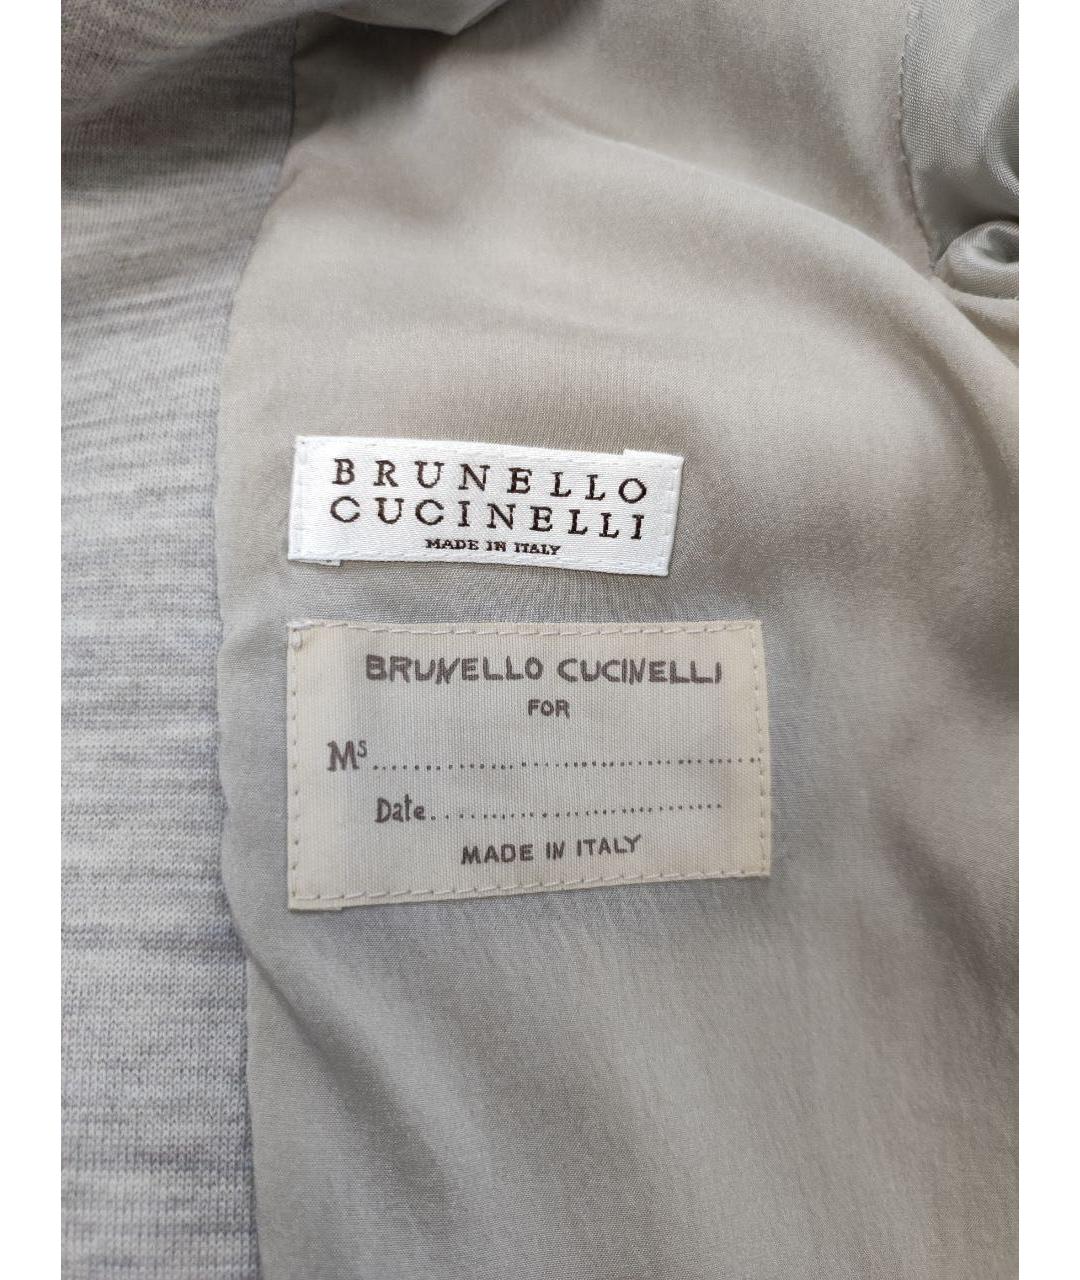 BRUNELLO
CUCINELLI
MADE IN ITALY
BRUNELLO CUCINELLI
FOR
Ms........................................
Date..............................
MADE IN ITALY